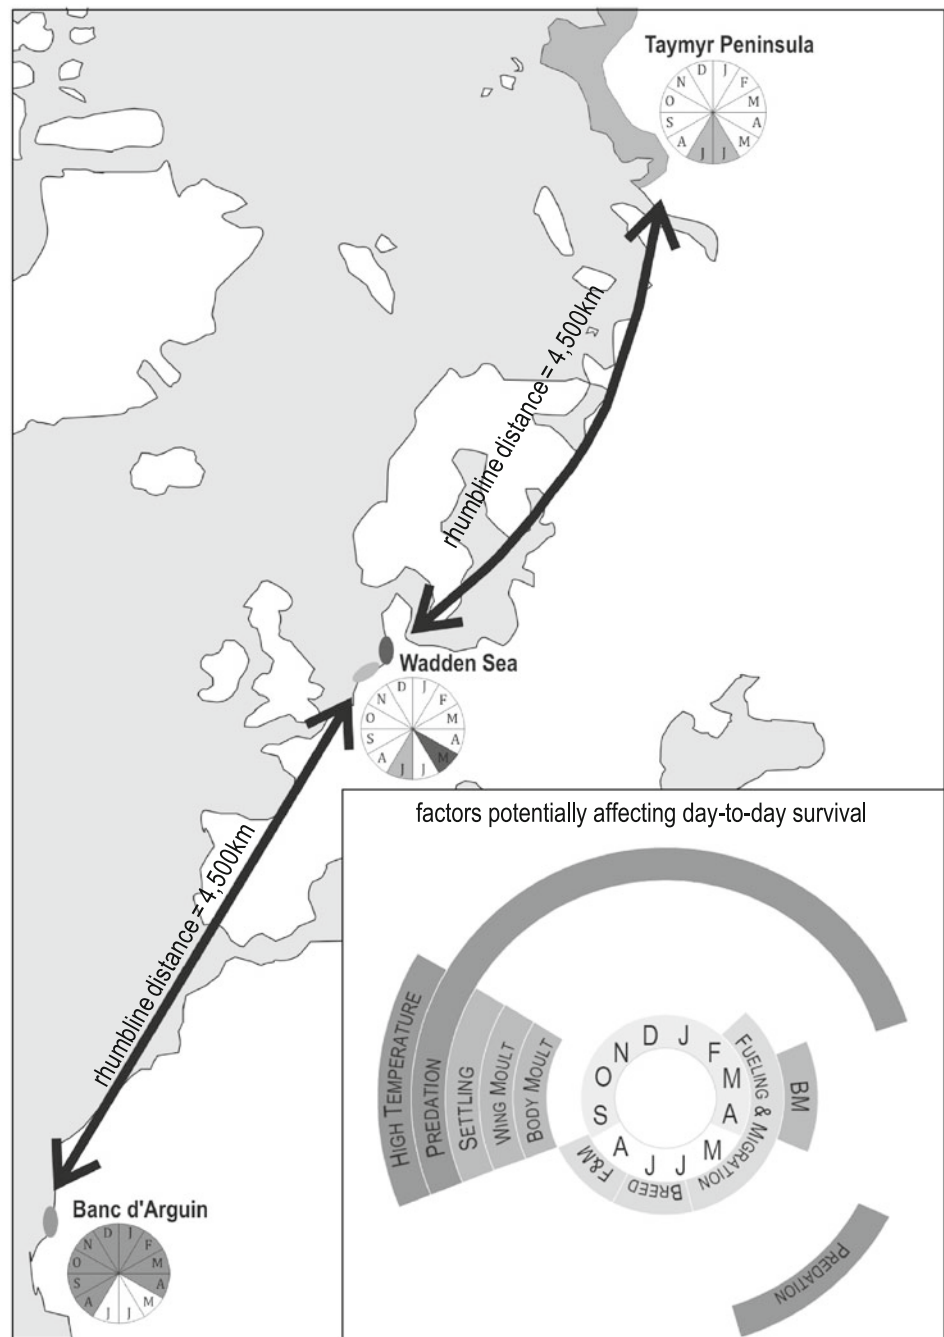 Taymyr Peninsula
D J F M A M J J A S O N
rhumbline distance = 4,500km
Wadden Sea
D J F M A M J J A S O N
rhumbline distance = 4,500km
Banc d'Arguin
D J F M A M J J A S O N
factors potentially affecting day-to-day survival
HIGH TEMPERATURE
PREDATION
SETTLING
WING MOULT
BODY MOULT
D J F M A M J J A S O N
FUELING & MIGRATION
BM
F&M
BREED
PREDATION